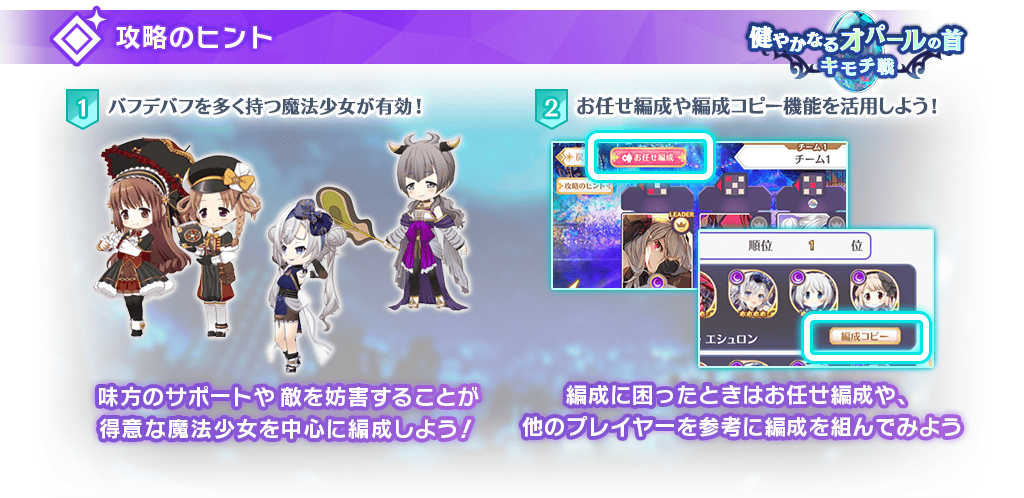 攻略のヒント
健やかなるオパールの首
キモチ戦
1 バフデバフを多く持つ魔法少女が有効!
2 お任せ編成や編成コピー機能を活用しよう!
戻
お任せ編成
チーム1
チーム1
攻略のヒント
LEADER
順位 1 位
エシュロン
編成コピー
味方のサポートや敵を妨害することが
得意な魔法少女を中心に編成しよう!
編成に困ったときはお任せ編成や、
他のプレイヤーを参考に編成を組んでみよう